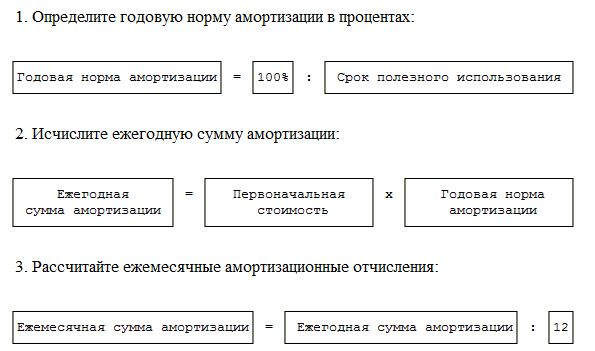 1. Определите годовую норму амортизации в процентах:
Годовая норма амортизации = 100% : Срок полезного использования
2. Исчислите ежегодную сумму амортизации:
Ежегодная сумма амортизации = Первоначальная стоимость х Годовая норма амортизации
3. Рассчитайте ежемесячные амортизационные отчисления:
Ежемесячная сумма амортизации = Ежегодная сумма амортизации : 12